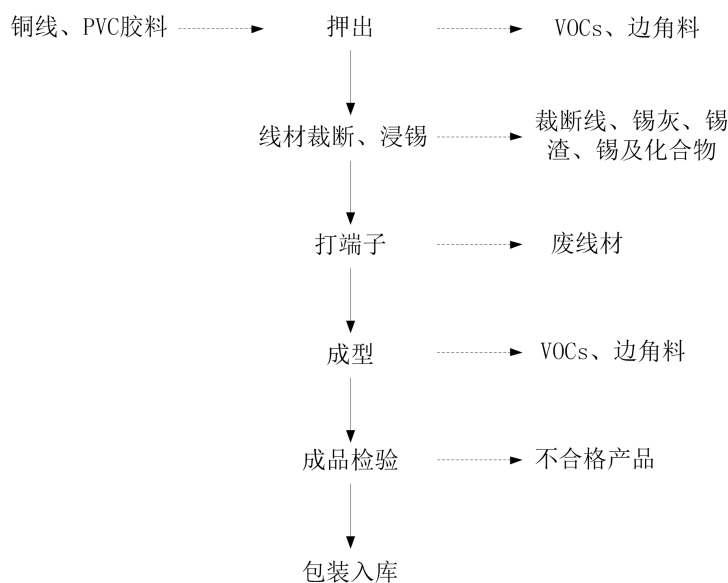 铜线、PVC胶料
押出
VOCs、边角料
线材裁断、浸锡
裁断线、锡灰、锡
渣、锡及化合物
打端子
废线材
成型
VOCs、边角料
成品检验
不合格产品
包装入库